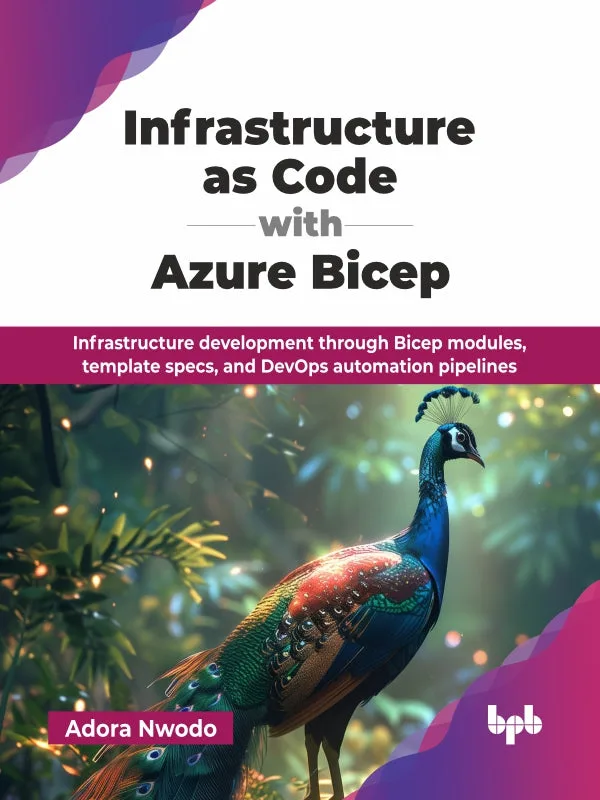 Infrastructure
as Code
with
Azure Bicep
Infrastructure development through Bicep modules,
template specs, and DevOps automation pipelines
Adora Nwodo
bpb